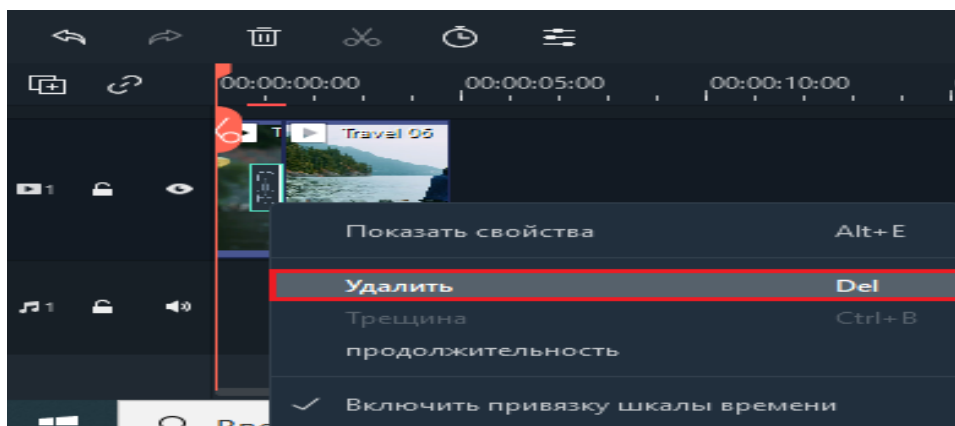 00:00:00:00 00:00:05:00 00:00:10:00
T Travel 06
1
Показать свойства Alt+E
Удалить Del
1
Трещина Ctrl+B
продолжительность
Включить привязку шкалы времени